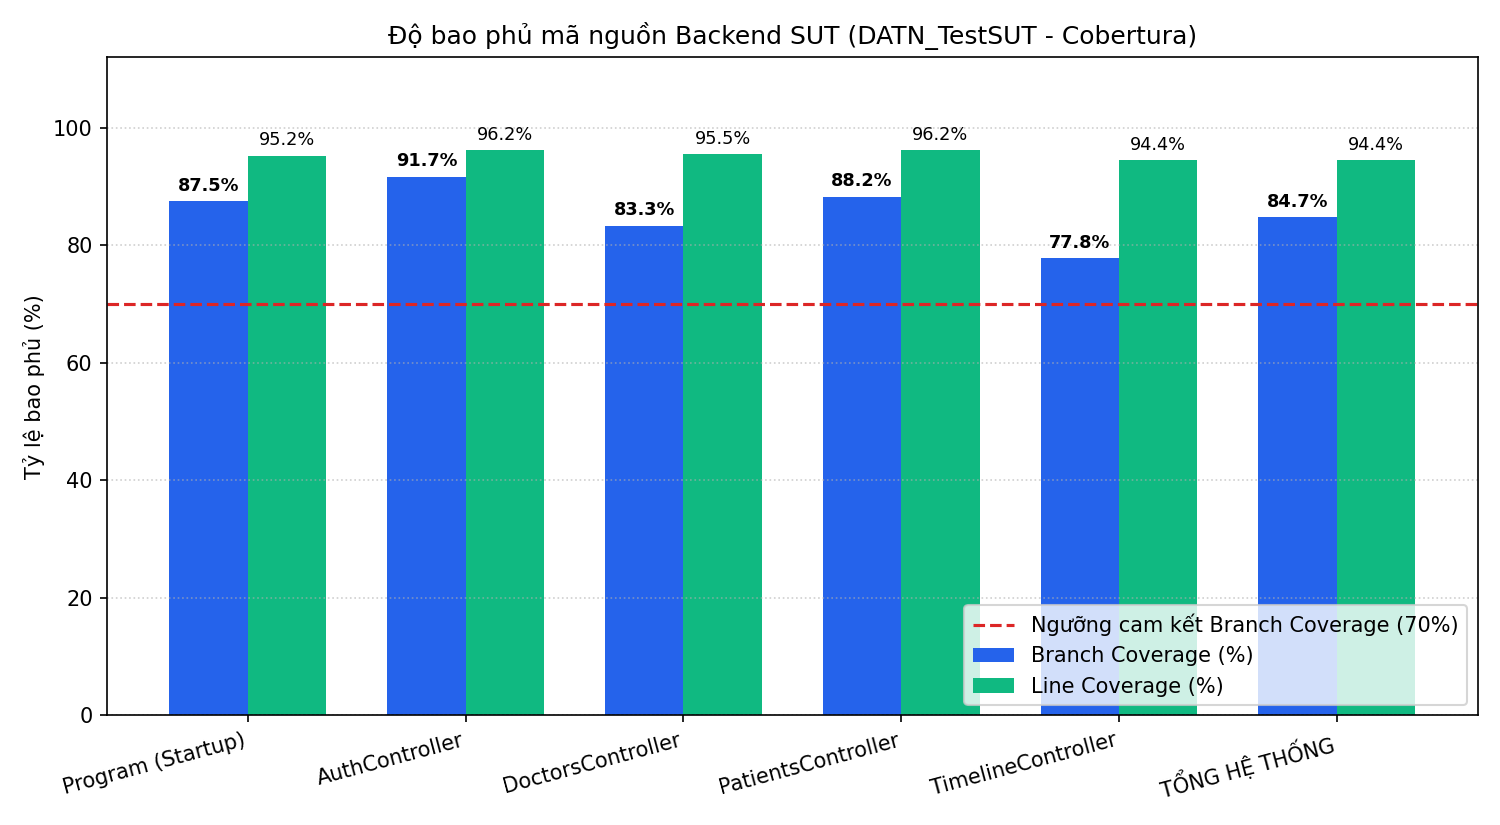 Độ bao phủ mã nguồn Backend SUT (DATN_TestSUT - Cobertura)
Tỷ lệ bao phủ (%)
100
80
60
40
20
0
87.5%
95.2%
91.7%
96.2%
83.3%
95.5%
88.2%
96.2%
77.8%
94.4%
84.7%
94.4%
Ngưỡng cam kết Branch Coverage (70%)
Branch Coverage (%)
Line Coverage (%)
Program (Startup)
AuthController
DoctorsController
PatientsController
TimelineController
TỔNG HỆ THỐNG